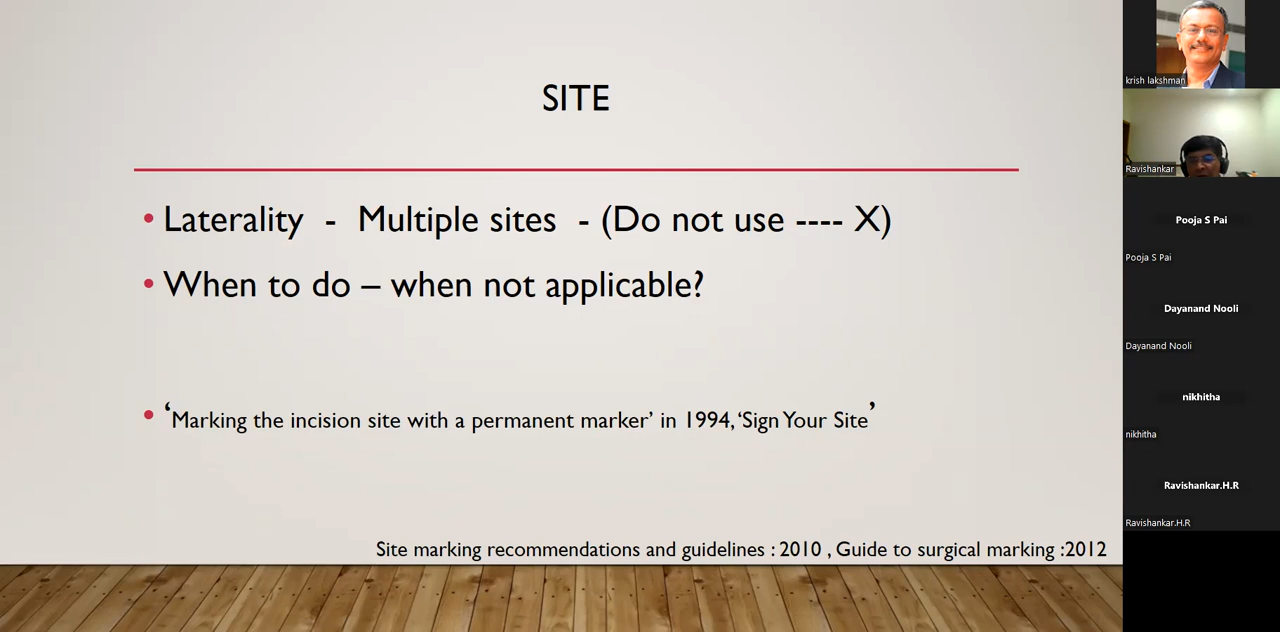 SITE
• Laterality - Multiple sites - (Do not use ---- X)
• When to do – when not applicable?
• ‘Marking the incision site with a permanent marker’ in 1994,‘Sign Your Site’
Site marking recommendations and guidelines : 2010 , Guide to surgical marking :2012
krish lakshman
Ravishankar
Pooja S Pai
Pooja S Pai
Dayanand Nooli
Dayanand Nooli
nikhitha
nikhitha
Ravishankar.H.R
Ravishankar.H.R